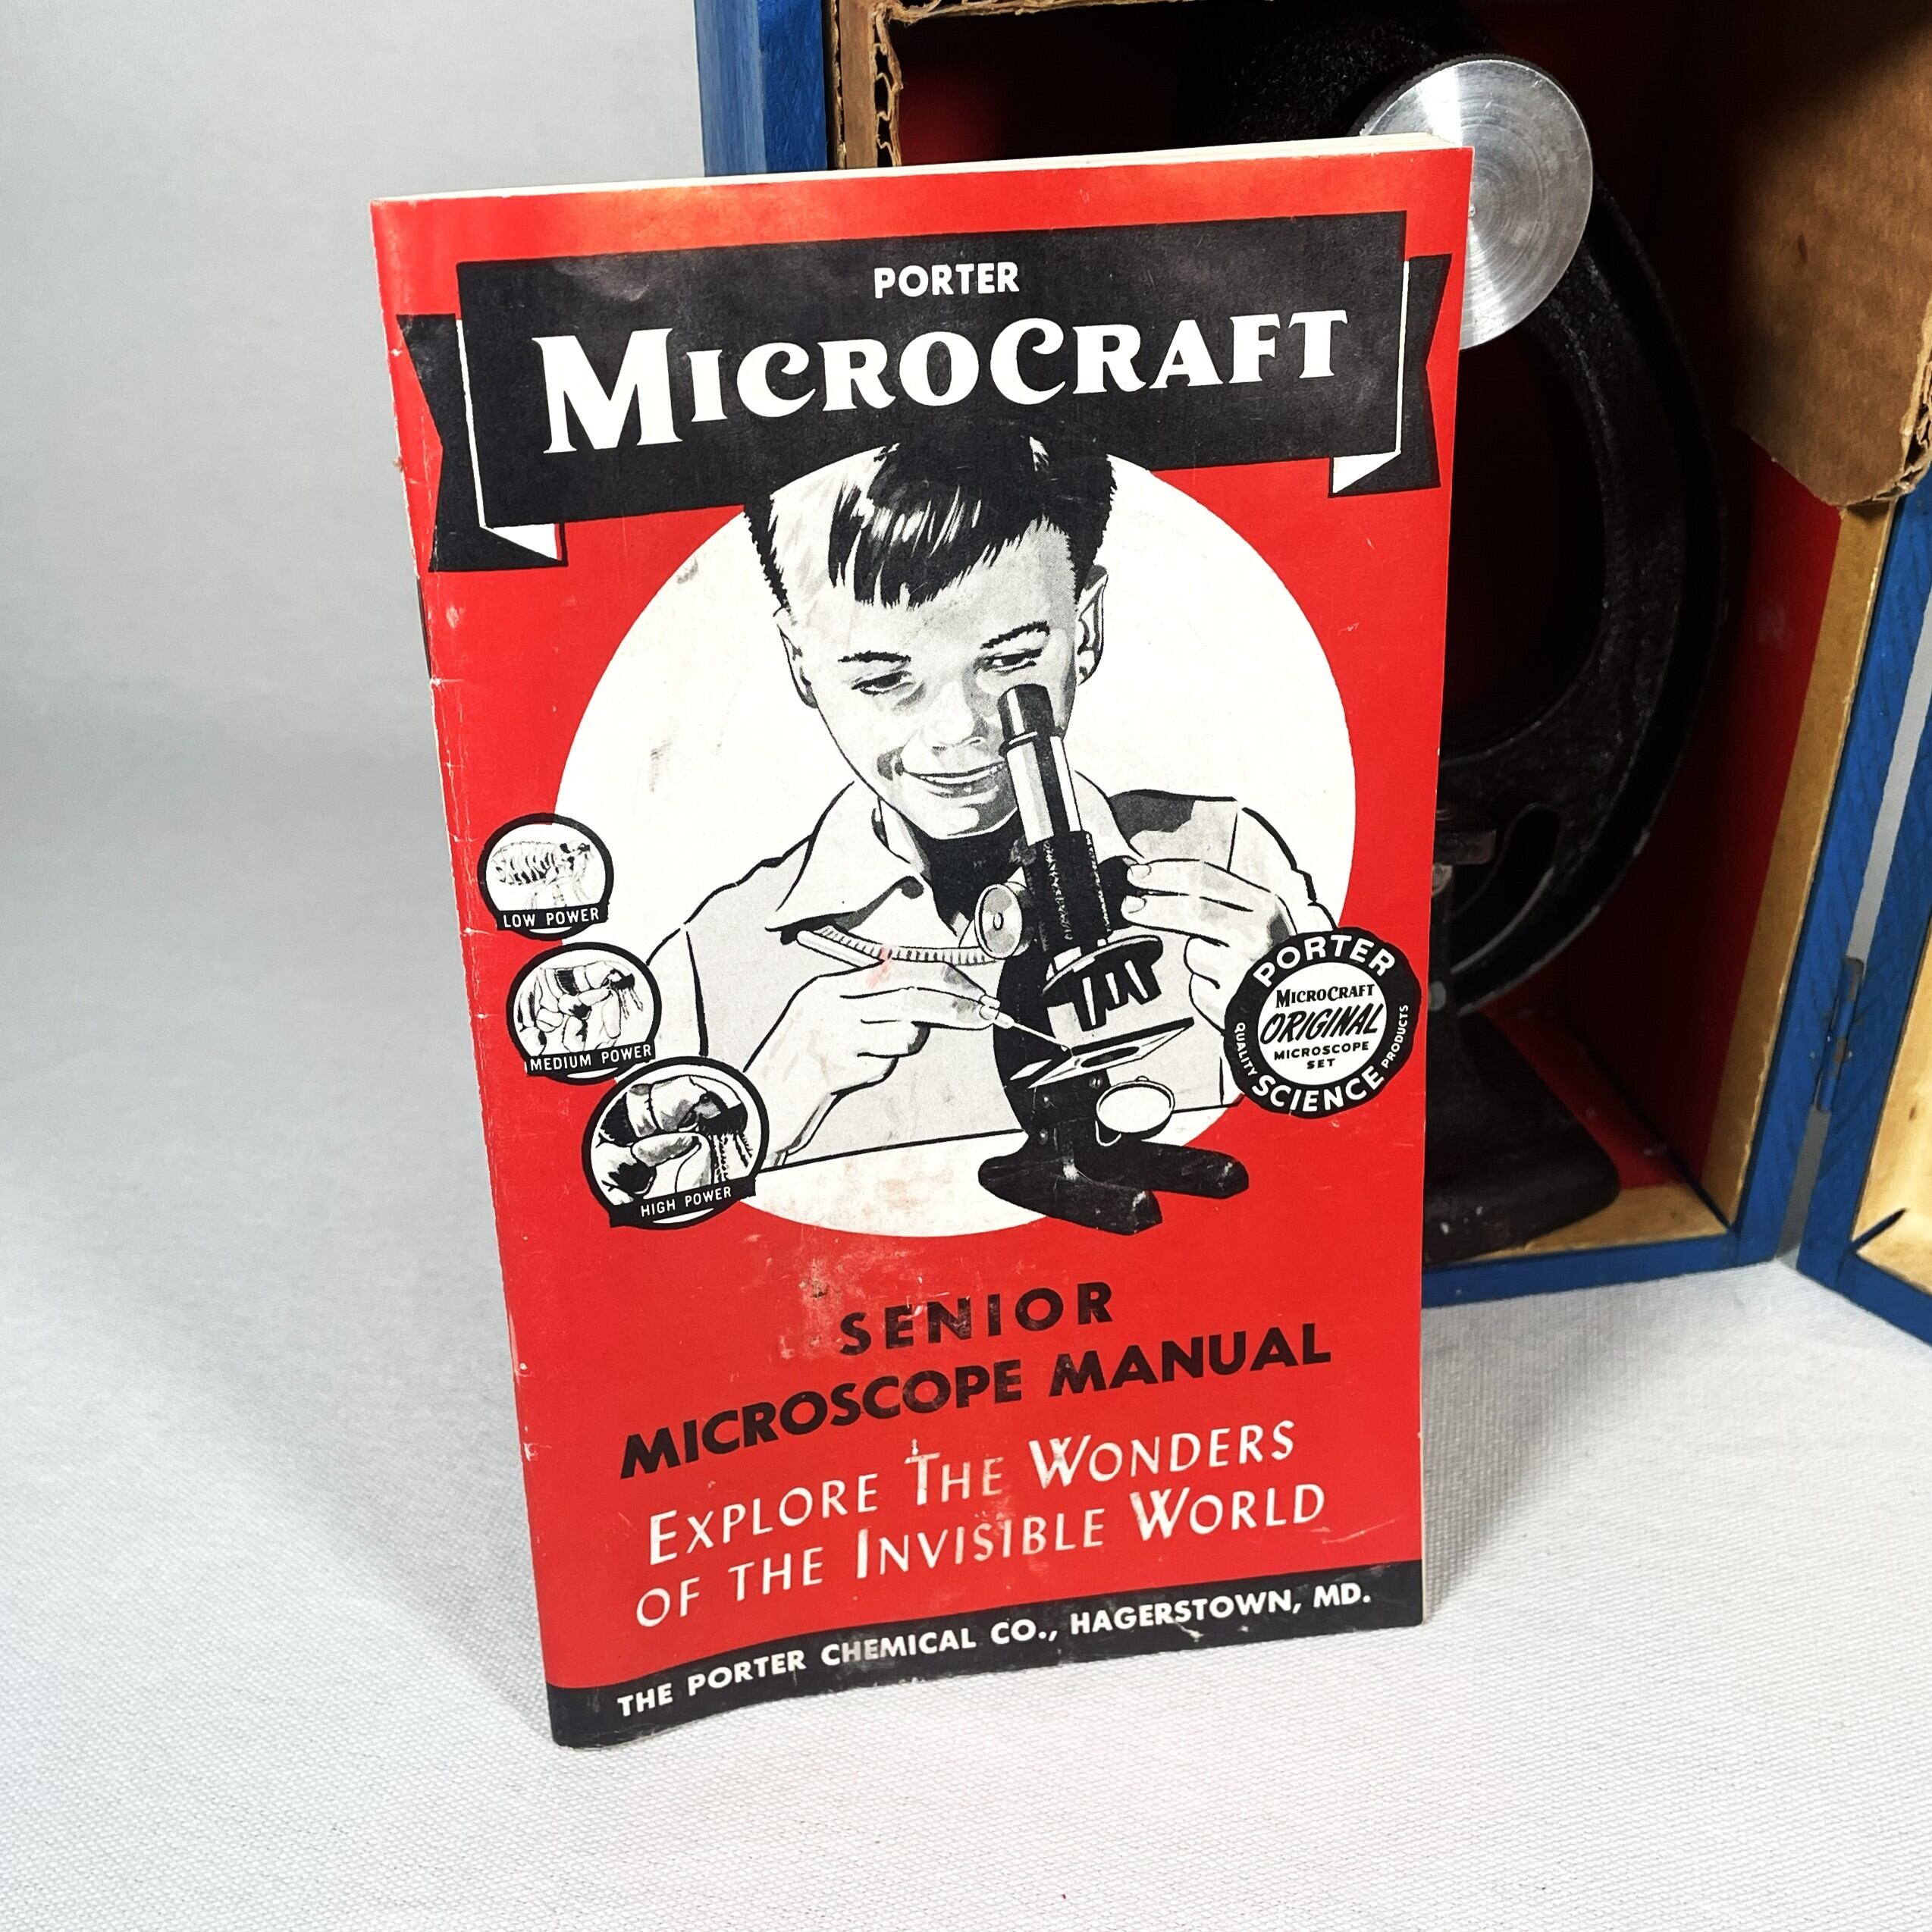 PORTER
MICROCRAFT
LOW POWER
MEDIUM POWER
HIGH POWER
PORTER
MICROCRAFT
ORIGINAL
MICROSCOPE
SET
QUALITY
SCIENCE
PRODUCTS
SENIOR
MICROSCOPE MANUAL
EXPLORE THE WONDERS
OF THE INVISIBLE WORLD
THE PORTER CHEMICAL CO., HAGERSTOWN, MD.